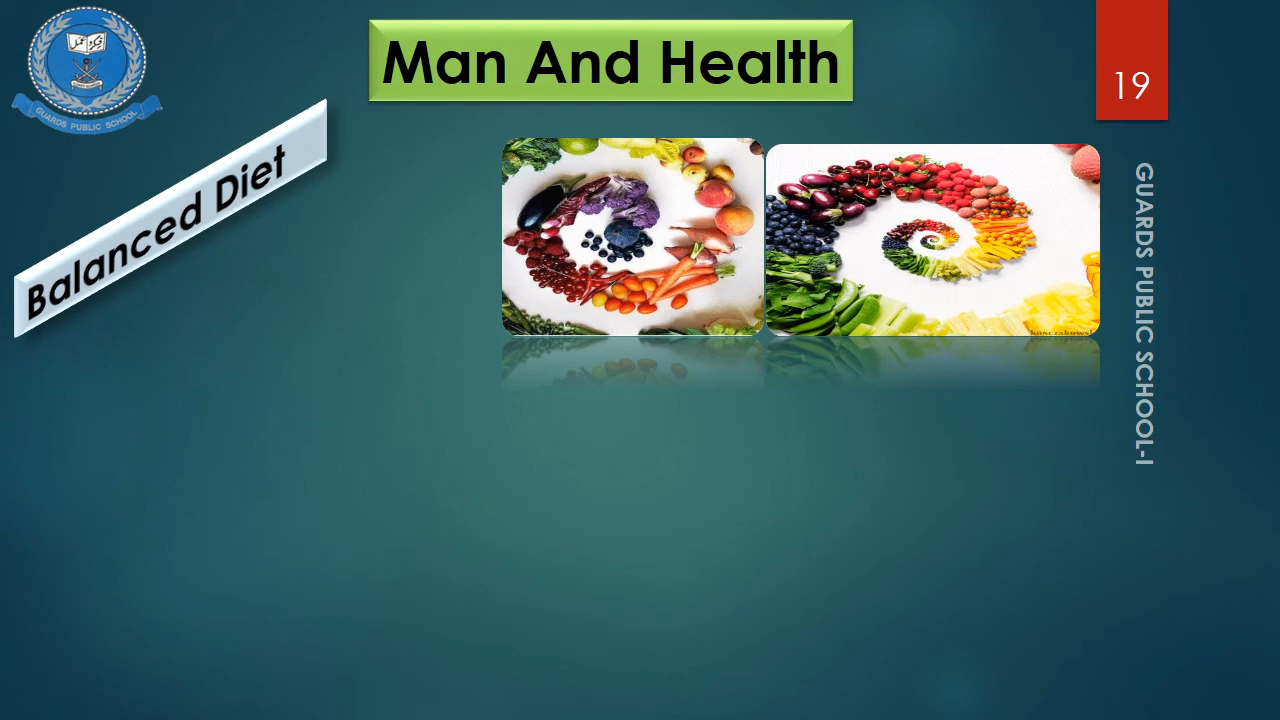 Man And Health
19
GUARDS PUBLIC SCHOOL
Balanced Diet
GUARDS PUBLIC SCHOOL-I